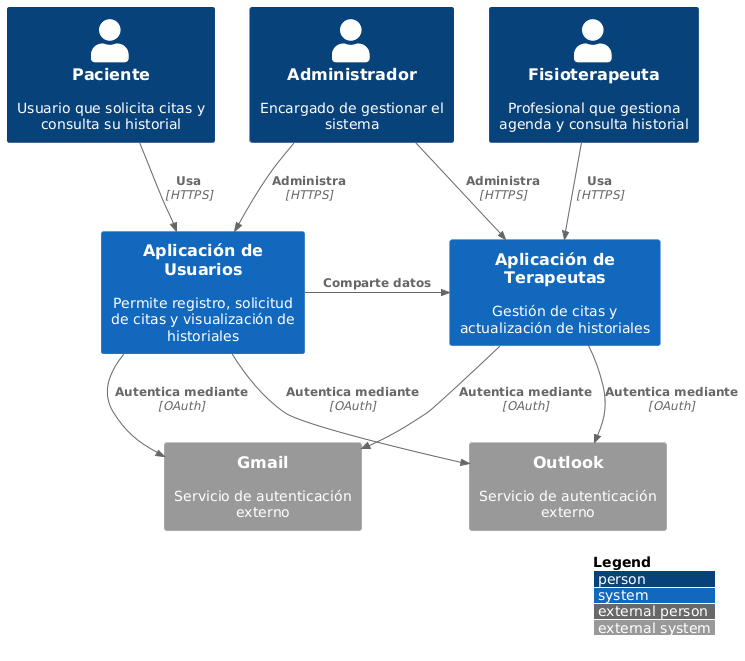 Paciente
Usuario que solicita citas y
consulta su historial
Administrador
Encargado de gestionar el
sistema
Fisioterapeuta
Profesional que gestiona
agenda y consulta historial
Usa
[HTTPS]
Administra
[HTTPS]
Administra
[HTTPS]
Usa
[HTTPS]
Aplicación de
Usuarios
Permite registro, solicitud
de citas y visualización de
historiales
Comparte datos
Aplicación de
Terapeutas
Gestión de citas y
actualización de historiales
Autentica mediante
[OAuth]
Autentica mediante
[OAuth]
Autentica mediante
[OAuth]
Autentica mediante
[OAuth]
Gmail
Servicio de autenticación
externo
Outlook
Servicio de autenticación
externo
Legend
person
system
external person
external system